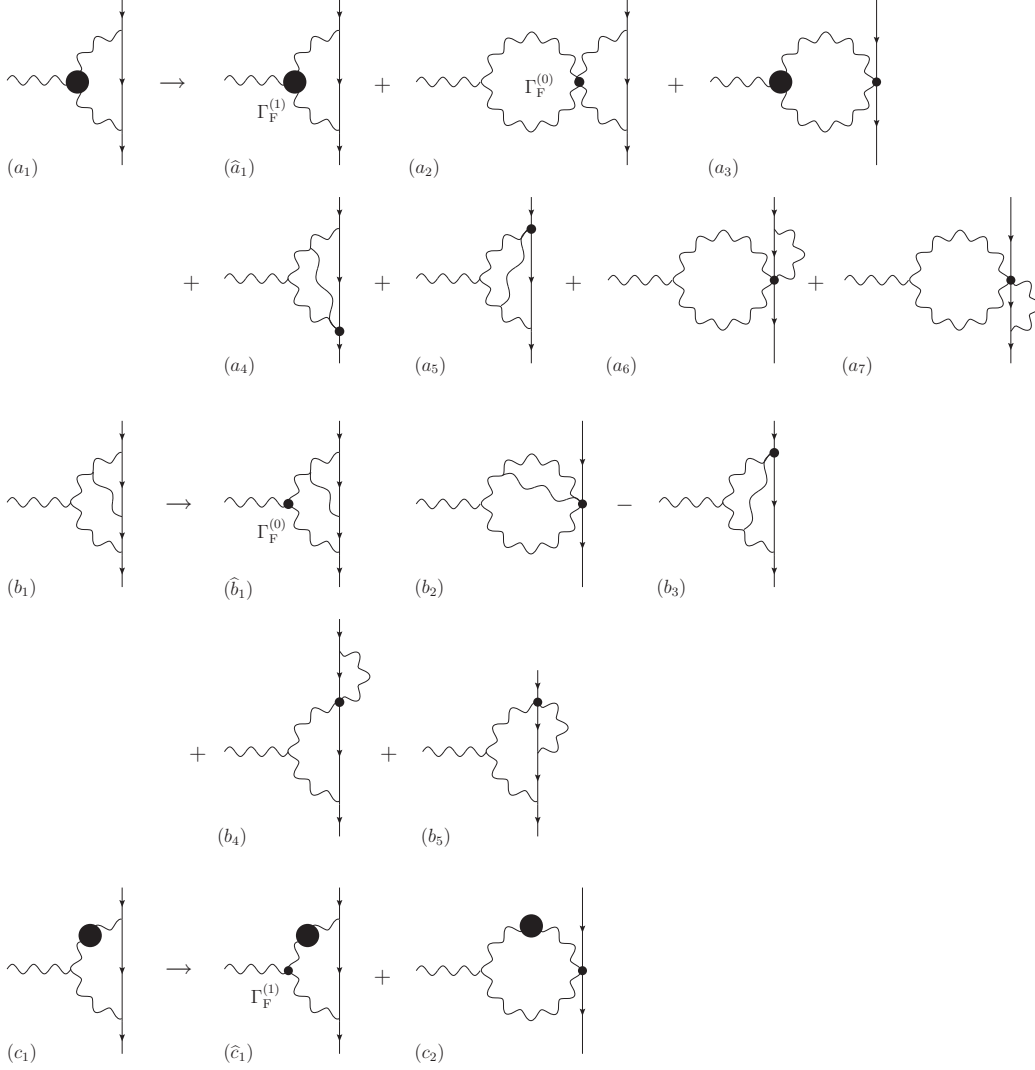 → + Γ_F^(0) +
Γ_F^(1)
(a₁) (â₁) (a₂) (a₃)
+ + + +
(a₄) (a₅) (a₆) (a₇)
→ −
Γ_F^(0)
(b₁) (b̂₁) (b₂) (b₃)
+ +
(b₄) (b₅)
→ +
Γ_F^(1)
(c₁) (ĉ₁) (c₂)